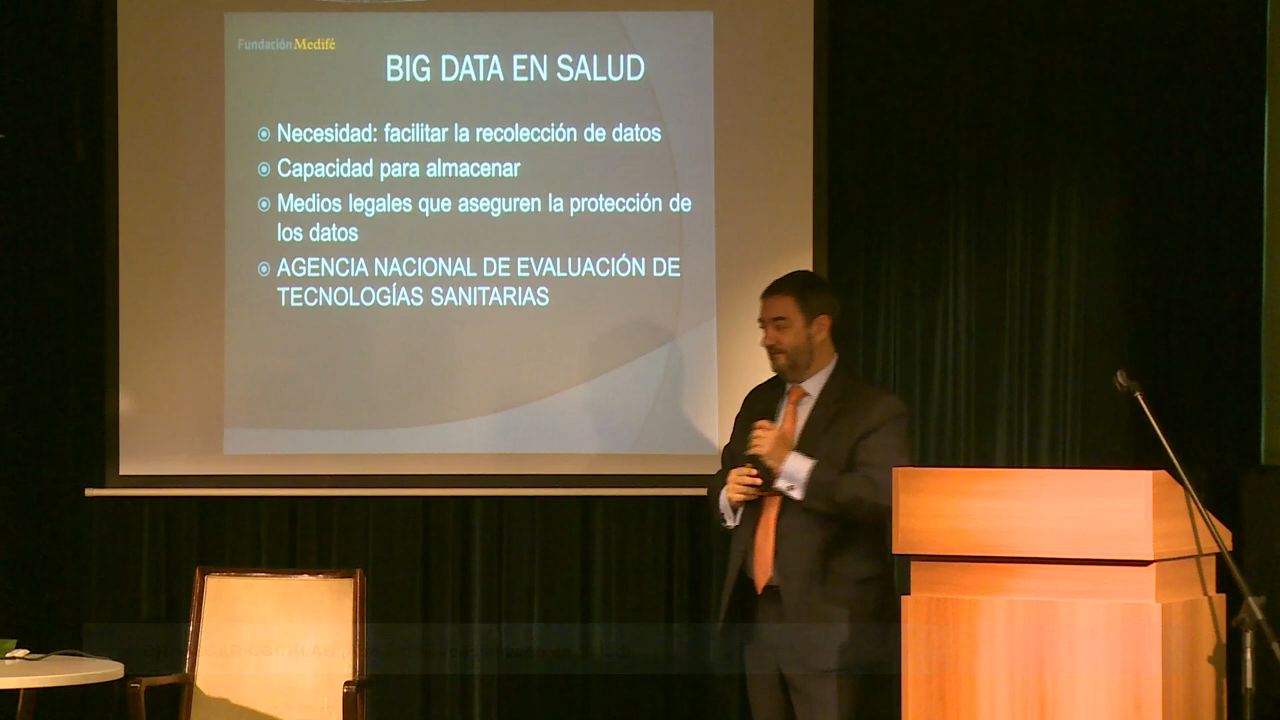 Fundación Medifé
BIG DATA EN SALUD
Necesidad: facilitar la recolección de datos
Capacidad para almacenar
Medios legales que aseguren la protección de
los datos
AGENCIA NACIONAL DE EVALUACIÓN DE
TECNOLOGÍAS SANITARIAS